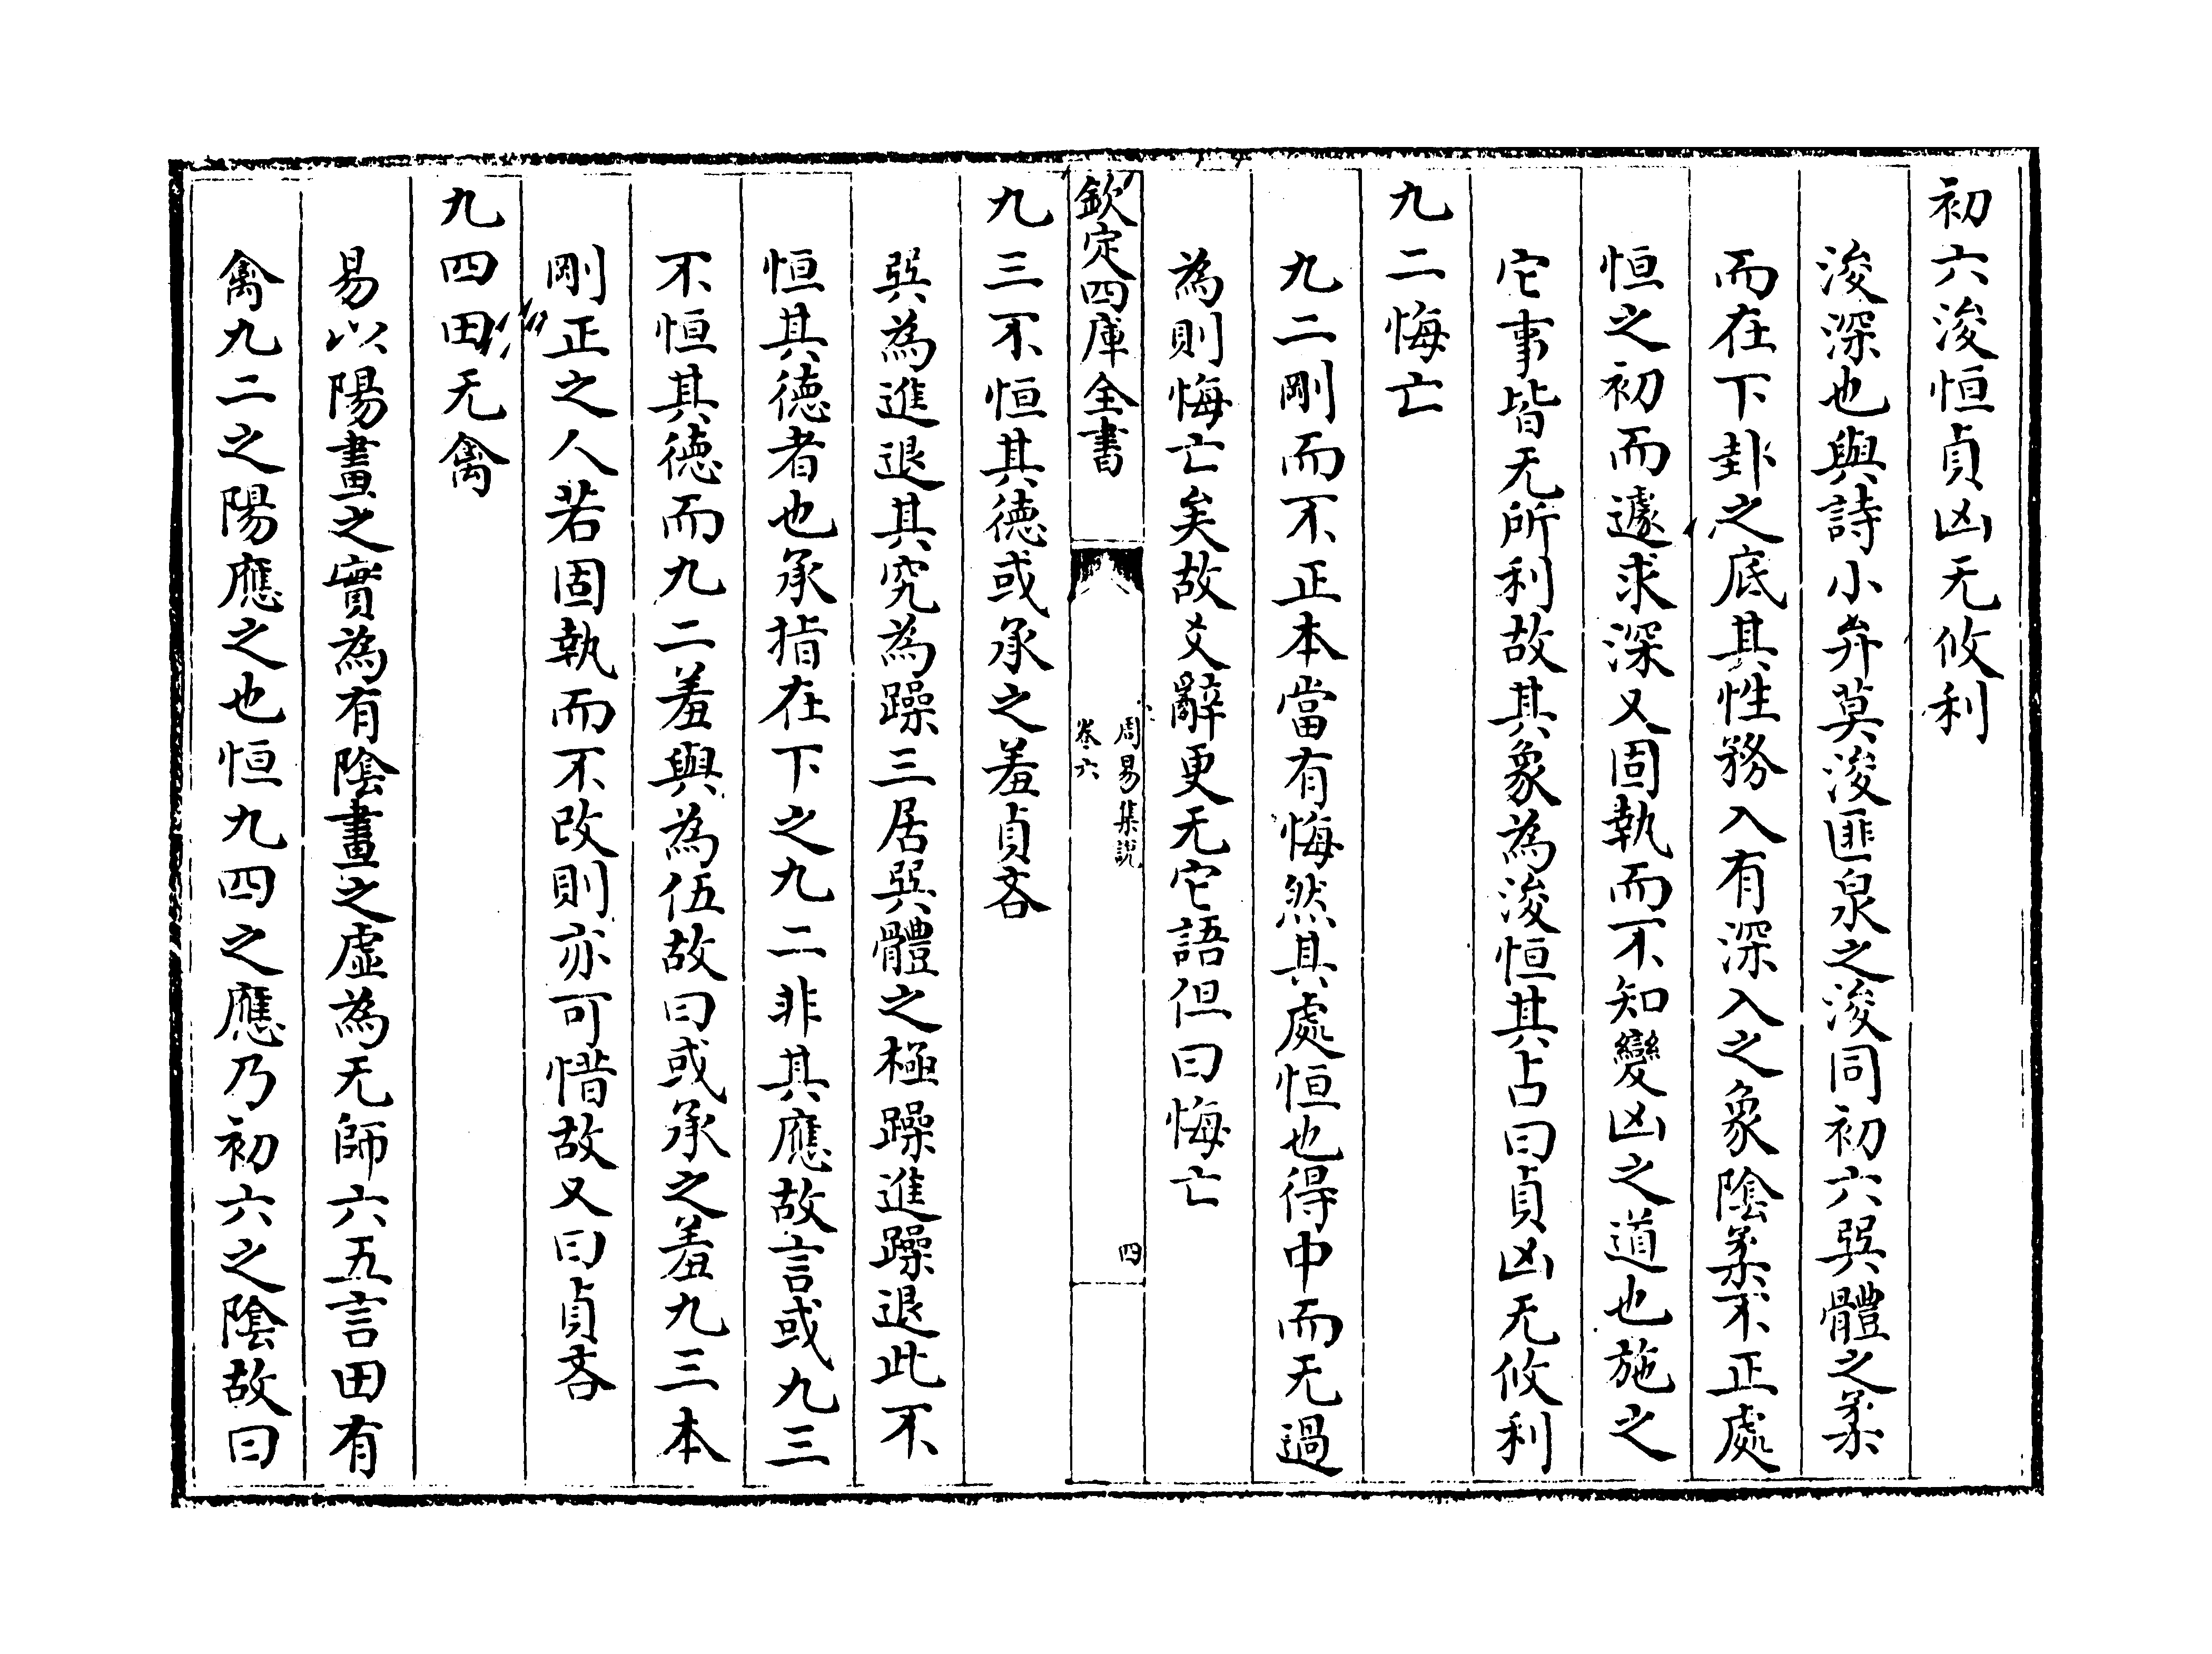 初六浚恒貞凶无攸利
浚深也與詩小弁莫浚匪泉之浚同初六巽體之柔
而在下卦之底其性務入有深入之象陰柔不正處
恒之初而遽求深又固執而不知變凶之道也施之
它事皆无所利故其象為浚恒其占曰貞凶无攸利
九二悔亡
九二剛而不正本當有悔然其處恒也得中而无過
為則悔亡矣故爻辭更无它語但曰悔亡
欽定四庫全書
周易集說
卷六
四
九三不恒其德或承之羞貞吝
巽為進退其究為躁三居巽體之極躁進躁退此不
恒其德者也承指在下之九二非其應故言或九三
不恒其德而九二羞與為伍故曰或承之羞九三本
剛正之人若固執而不改則亦可惜故又曰貞吝
九四田无禽
易以陽畫之實為有陰畫之虛為无師六五言田有
禽九二之陽應之也恒九四之應乃初六之陰故曰